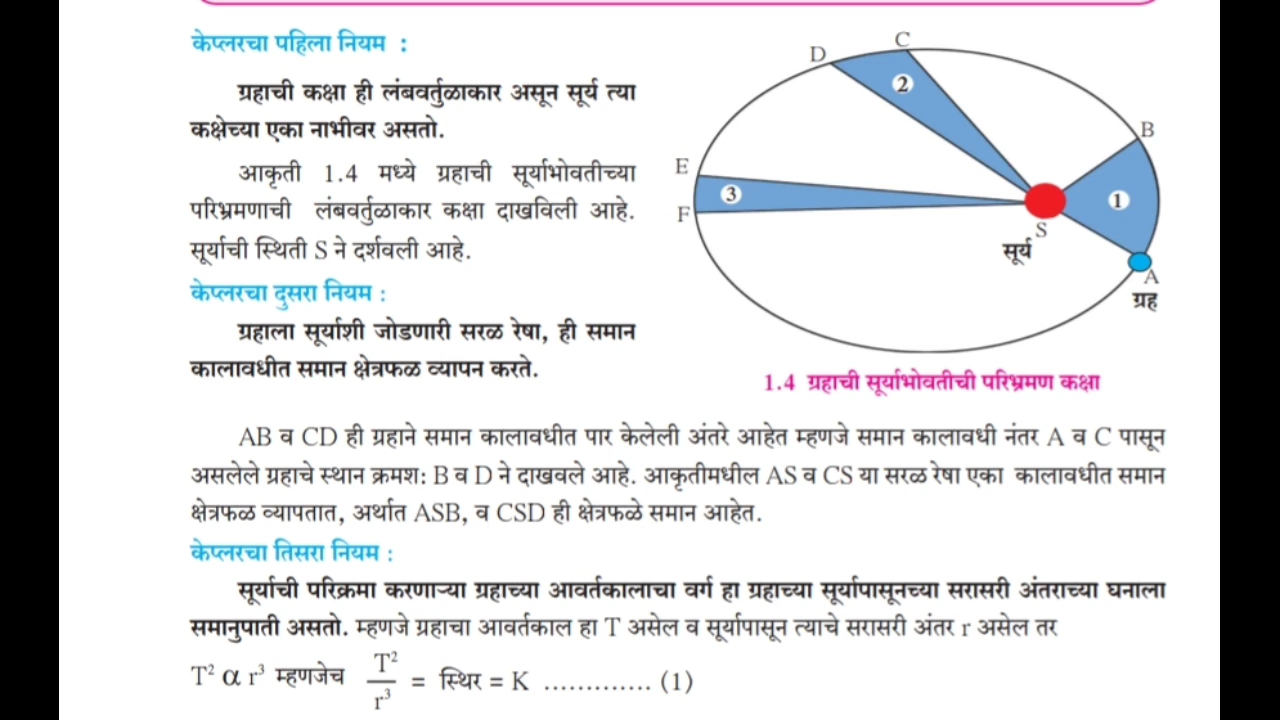 केप्लरचा पहिला नियम :
ग्रहाची कक्षा ही लंबवर्तुळाकार असून सूर्य त्या
कक्षेच्या एका नाभीवर असतो.
आकृती 1.4 मध्ये ग्रहाची सूर्याभोवतीच्या
परिभ्रमणाची लंबवर्तुळाकार कक्षा दाखविली आहे.
सूर्याची स्थिती S ने दर्शवली आहे.
केप्लरचा दुसरा नियम :
ग्रहाला सूर्याशी जोडणारी सरळ रेषा, ही समान
कालावधीत समान क्षेत्रफळ व्यापन करते.
D
C
2
B
E
3
F
1
S
सूर्य
A
ग्रह
1.4 ग्रहाची सूर्याभोवतीची परिभ्रमण कक्षा
AB व CD ही ग्रहाने समान कालावधीत पार केलेली अंतरे आहेत म्हणजे समान कालावधी नंतर A व C पासून
असलेले ग्रहाचे स्थान क्रमश: B व D ने दाखवले आहे. आकृतीमधील AS व CS या सरळ रेषा एका कालावधीत समान
क्षेत्रफळ व्यापतात, अर्थात ASB, व CSD ही क्षेत्रफळे समान आहेत.
केप्लरचा तिसरा नियम :
सूर्याची परिक्रमा करणाऱ्या ग्रहाच्या आवर्तकालाचा वर्ग हा ग्रहाच्या सूर्यापासूनच्या सरासरी अंतराच्या घनाला
समानुपाती असतो. म्हणजे ग्रहाचा आवर्तकाल हा T असेल व सूर्यापासून त्याचे सरासरी अंतर r असेल तर
T² α r³ म्हणजेच T²/r³ = स्थिर = K ............. (1)